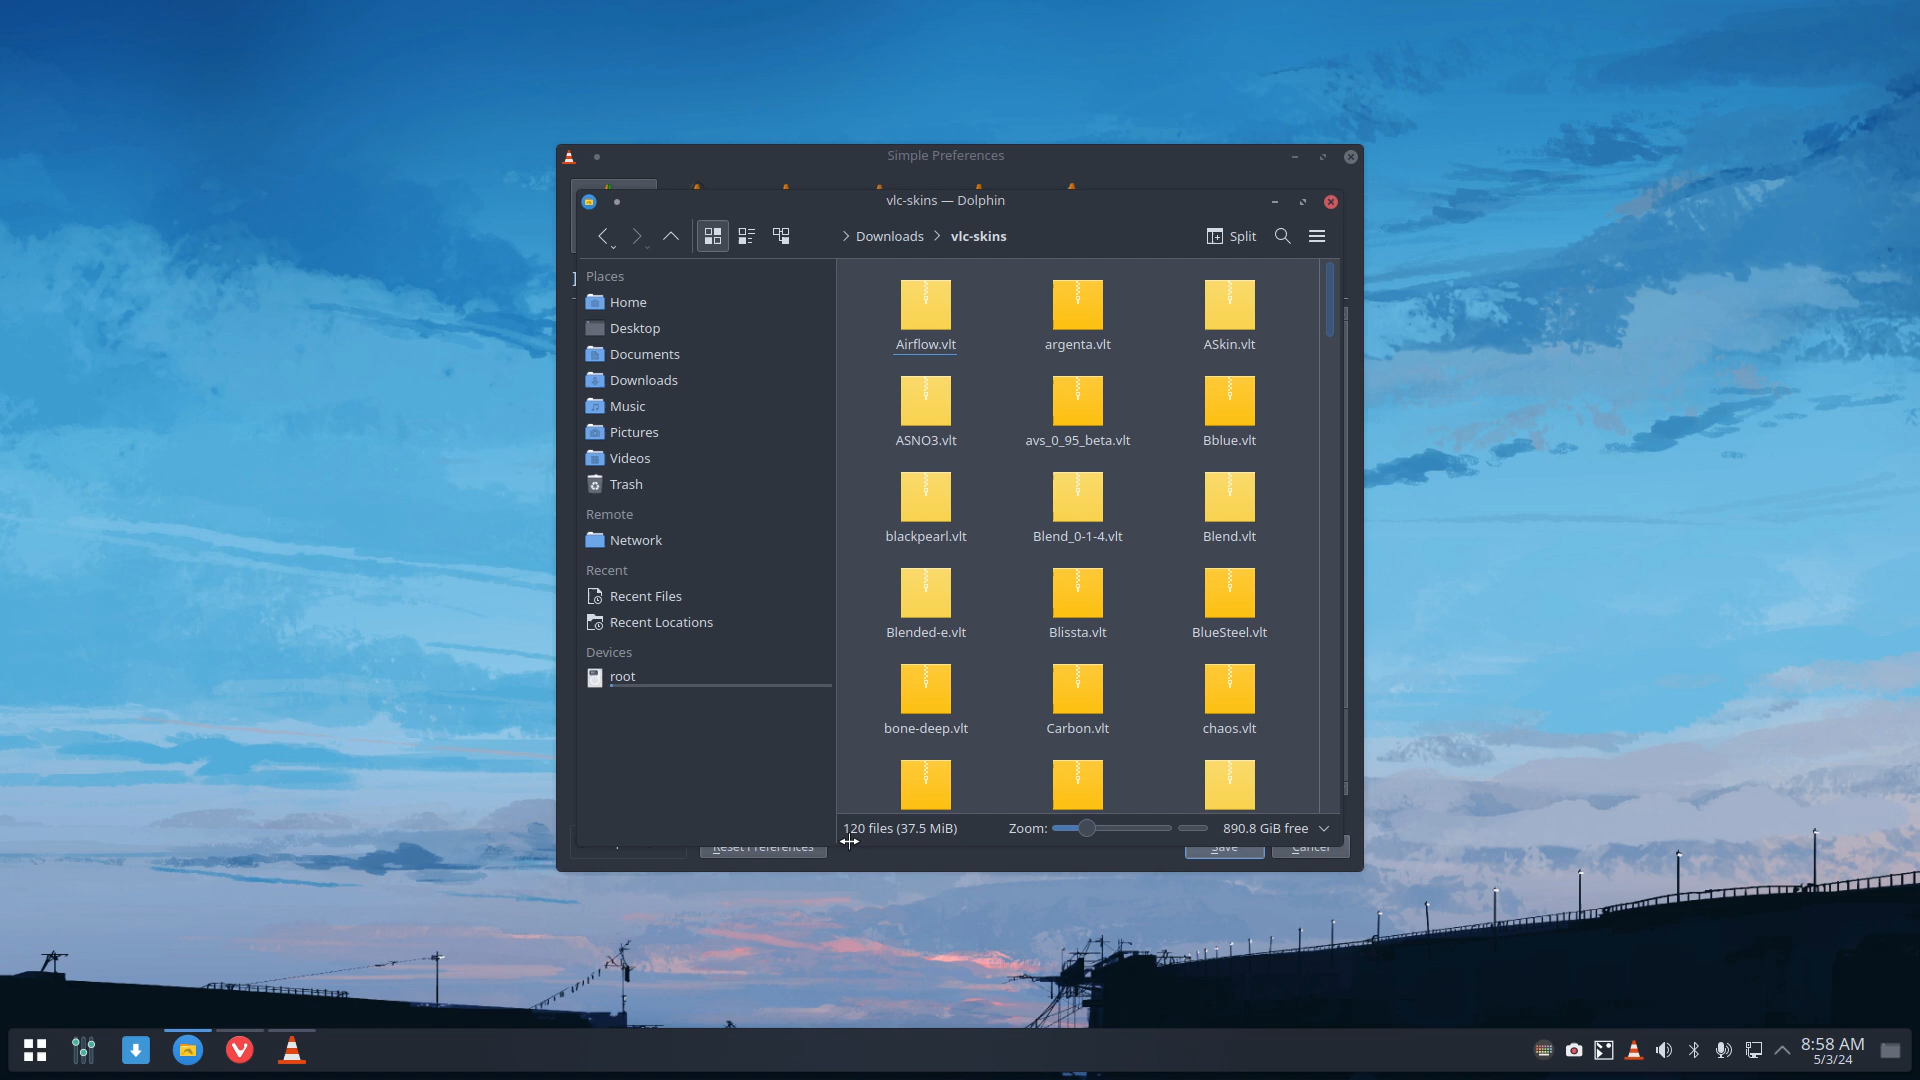 Simple Preferences
vlc-skins — Dolphin
Downloads
vlc-skins
Split
Places
Home
Desktop
Documents
Downloads
Music
Pictures
Videos
Trash
Remote
Network
Recent
Recent Files
Recent Locations
Devices
root
Airflow.vlt
argenta.vlt
ASkin.vlt
ASNO3.vlt
avs_0_95_beta.vlt
Bblue.vlt
blackpearl.vlt
Blend_0-1-4.vlt
Blend.vlt
Blended-e.vlt
Blissta.vlt
BlueSteel.vlt
bone-deep.vlt
Carbon.vlt
chaos.vlt
120 files (37.5 MiB)
Zoom:
890.8 GiB free
Reset Preferences
Save
Cancel
8:58 AM
5/3/24